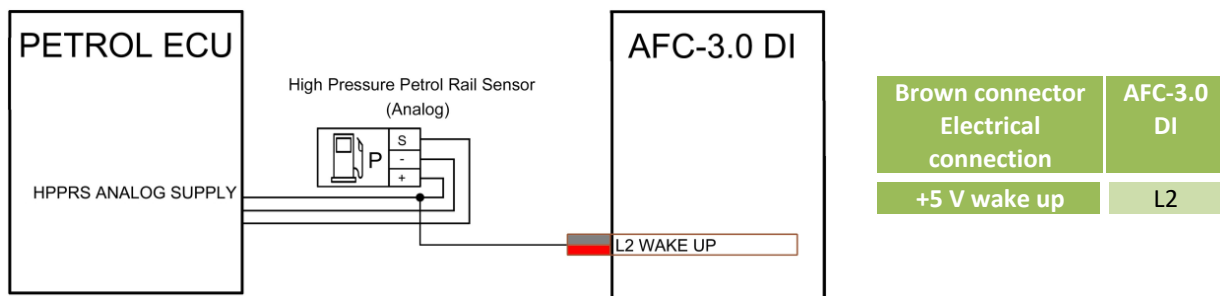 PETROL ECU
High Pressure Petrol Rail Sensor
(Analog)
P
S
-
+
HPPRS ANALOG SUPPLY
AFC-3.0 DI
L2 WAKE UP
Brown connector
Electrical
connection
AFC-3.0
DI
+5 V wake up
L2